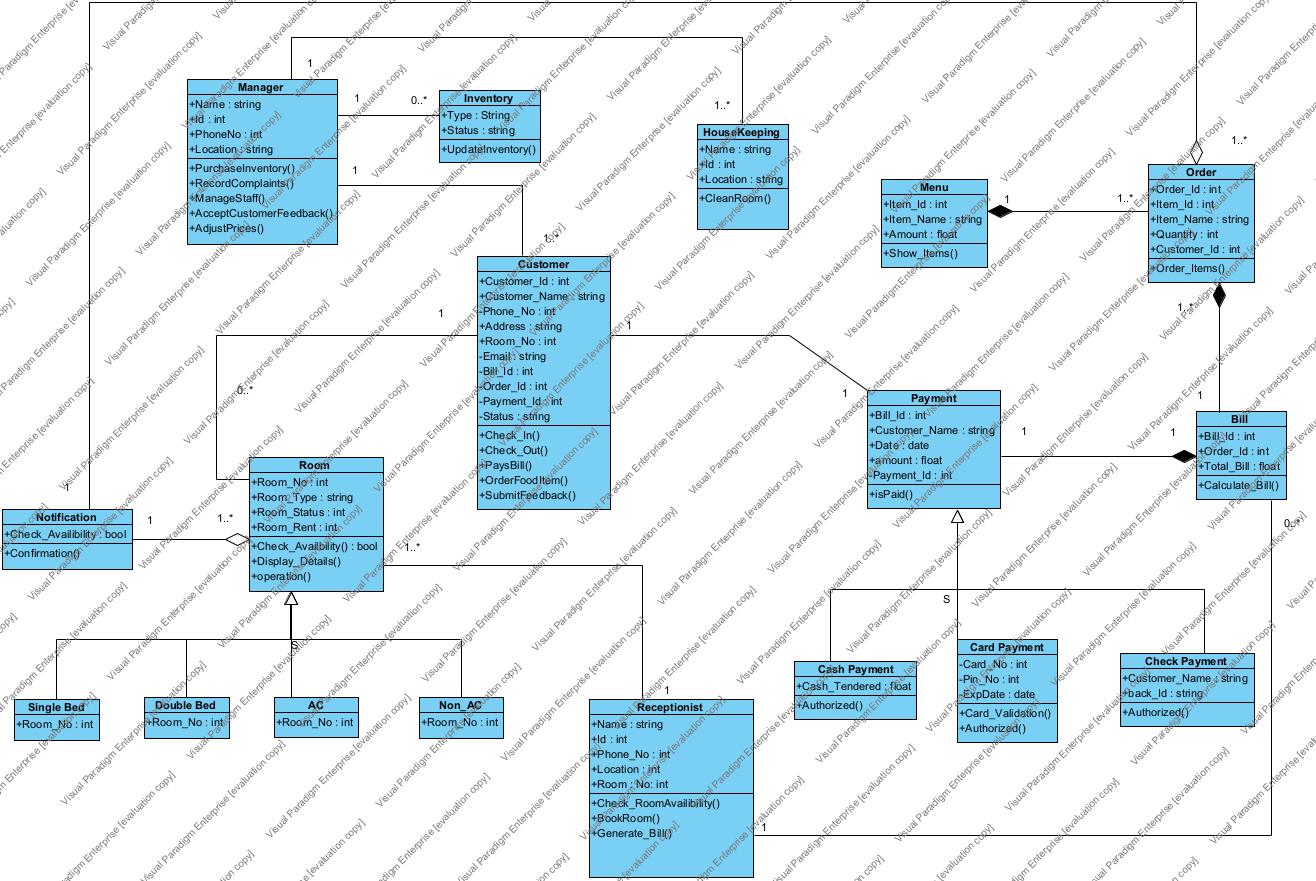 Visual Paradigm Enterprise [evaluation copy]
1
Manager
+Name : string
+Id : int
+PhoneNo : int
+Location : string
+PurchaseInventory()
+RecordComplaints()
+ManageStaff()
+AcceptCustomerFeedback()
+AdjustPrices()
1
0..*
1
Inventory
+Type : String
+Status : string
+UpdateInventory()
1..*
HouseKeeping
+Name : string
+Id : int
+Location : string
+CleanRoom()
Menu
+Item_Id : int
+Item_Name : string
+Amount : float
+Show_Items()
1
1..*
1..*
Order
+Order_Id : int
+Item_Id : int
+Item_Name : string
+Quantity : int
+Customer_Id : int
+Order_Items()
1..*
1
1..*
Customer
+Customer_Id : int
+Customer_Name : string
-Phone_No : int
+Address : string
+Room_No : int
-Email : string
-Bill_Id : int
-Order_Id : int
-Payment_Id : int
-Status : string
+Check_In()
+Check_Out()
+PaysBill()
+OrderFoodItem()
+SubmitFeedback()
1
0..*
1
1
Payment
+Bill_Id : int
+Customer_Name : string
+Date : date
+amount : float
-Payment_Id : int
+isPaid()
1
1
Bill
+Bill_Id : int
+Order_Id : int
+Total_Bill : float
+Calculate_Bill()
0..*
Room
+Room_No : int
+Room_Type : string
+Room_Status : int
+Room_Rent : int
+Check_Availbility() : bool
+Display_Details()
+operation()
1
Notification
+Check_Availibility : bool
+Confirmation()
1
1..*
1..*
S
S
Single Bed
+Room_No : int
Double Bed
+Room_No : int
AC
+Room_No : int
Non_AC
+Room_No : int
1
Receptionist
+Name : string
+Id : int
+Phone_No : int
+Location : int
+Room : No: int
+Check_RoomAvailibility()
+BookRoom()
+Generate_Bill()
1
Cash Payment
+Cash_Tendered : float
+Authorized()
Card Payment
-Card_No : int
-Pin_No : int
-ExpDate : date
+Card_Validation()
+Authorized()
Check Payment
+Customer_Name : string
+back_Id : string
+Authorized()